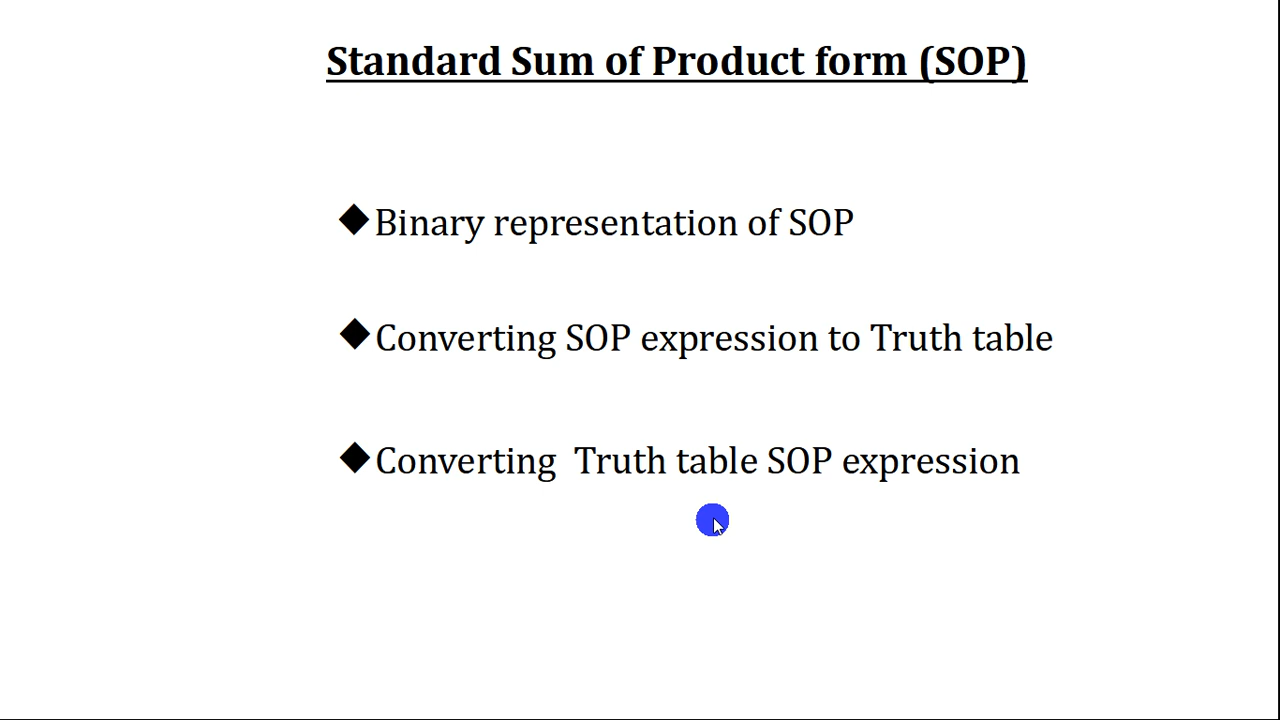 Standard Sum of Product form (SOP)
◆Binary representation of SOP
◆Converting SOP expression to Truth table
◆Converting  Truth table SOP expression